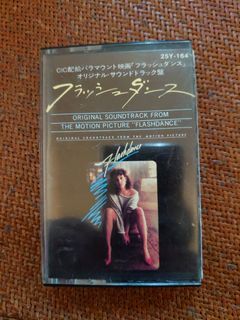 25Y-164
CIC配給パラマウント映画「フラッシュダンス」
オリジナル・サウンドトラック盤
フラッシュダンス
ORIGINAL SOUNDTRACK FROM
THE MOTION PICTURE "FLASHDANCE"
ORIGINAL SOUNDTRACK FROM THE MOTION PICTURE
Flashdance